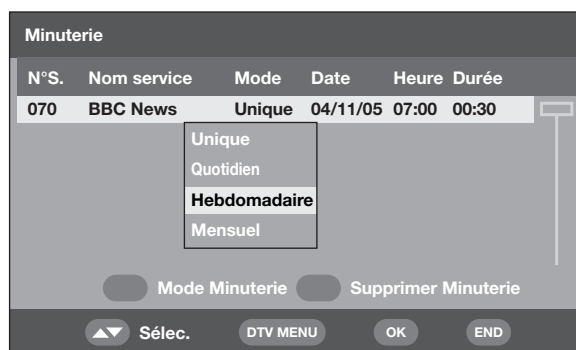 Minuterie
N°S. Nom service Mode Date Heure Durée
070 BBC News Unique 04/11/05 07:00 00:30
Unique
Quotidien
Hebdomadaire
Mensuel
Mode Minuterie Supprimer Minuterie
Sélec. DTV MENU OK END